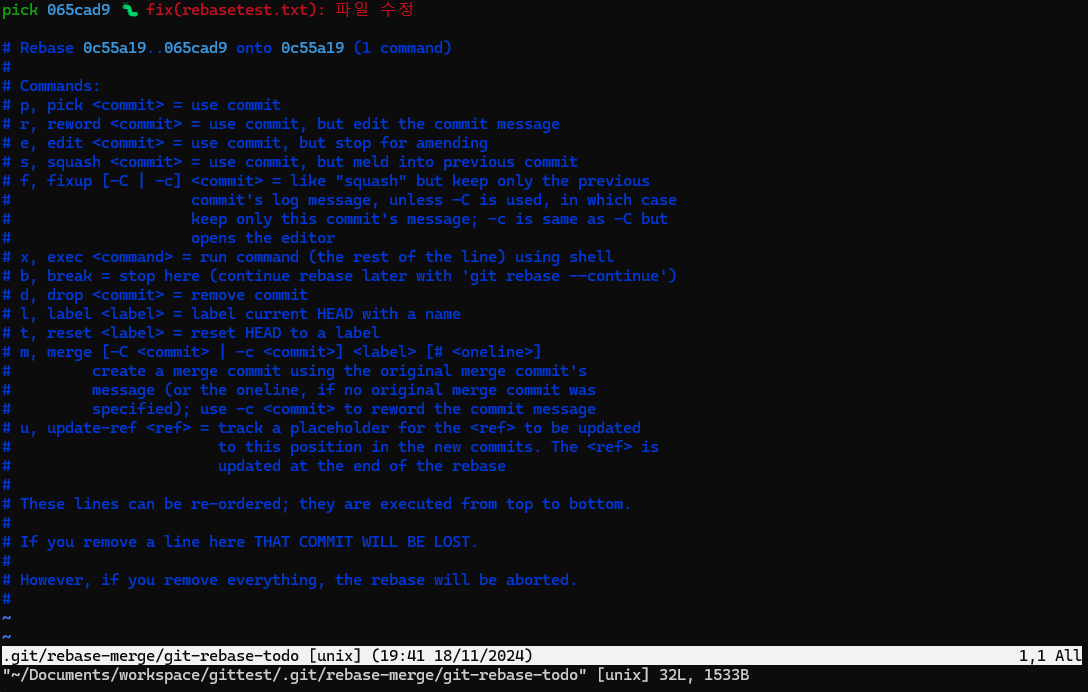 pick 065cad9 🐛 fix(rebasetest.txt): 파일 수정
# Rebase 0c55a19..065cad9 onto 0c55a19 (1 command)
#
# Commands:
# p, pick <commit> = use commit
# r, reword <commit> = use commit, but edit the commit message
# e, edit <commit> = use commit, but stop for amending
# s, squash <commit> = use commit, but meld into previous commit
# f, fixup [-C | -c] <commit> = like "squash" but keep only the previous
#                    commit's log message, unless -C is used, in which case
#                    keep only this commit's message; -c is same as -C but
#                    opens the editor
# x, exec <command> = run command (the rest of the line) using shell
# b, break = stop here (continue rebase later with 'git rebase --continue')
# d, drop <commit> = remove commit
# l, label <label> = label current HEAD with a name
# t, reset <label> = reset HEAD to a label
# m, merge [-C <commit> | -c <commit>] <label> [# <oneline>]
#         create a merge commit using the original merge commit's
#         message (or the oneline, if no original merge commit was
#         specified); use -c <commit> to reword the commit message
# u, update-ref <ref> = track a placeholder for the <ref> to be updated
#                       to this position in the new commits. The <ref> is
#                       updated at the end of the rebase
#
# These lines can be re-ordered; they are executed from top to bottom.
#
# If you remove a line here THAT COMMIT WILL BE LOST.
#
# However, if you remove everything, the rebase will be aborted.
#
~
~
.git/rebase-merge/git-rebase-todo [unix] (19:41 18/11/2024) 1,1 All
"~/Documents/workspace/gittest/.git/rebase-merge/git-rebase-todo" [unix] 32L, 1533B